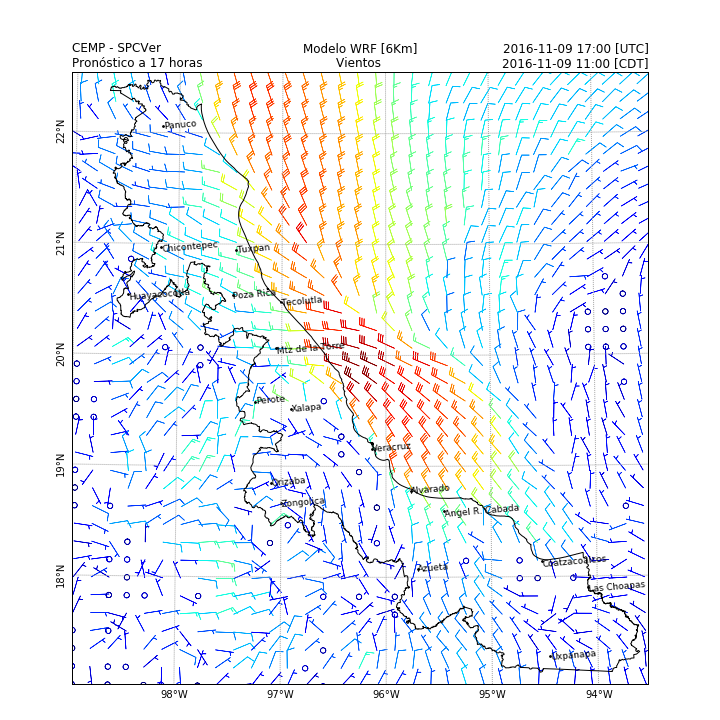 CEMP - SPCVer
Modelo WRF [6Km]
2016-11-09 17:00 [UTC]
Pronóstico a 17 horas
Vientos
2016-11-09 11:00 [CDT]
22°N
21°N
20°N
19°N
18°N
Panuco
Chicontepec
Tuxpan
Huayacocotla
Poza Rica
Tecolutla
Mtz de la Torre
Perote
Xalapa
Veracruz
Orizaba
Zongolica
Alvarado
Angel R. Cabada
Azueta
Coatzacoalcos
Las Choapas
Uxpanapa
98°W
97°W
96°W
95°W
94°W